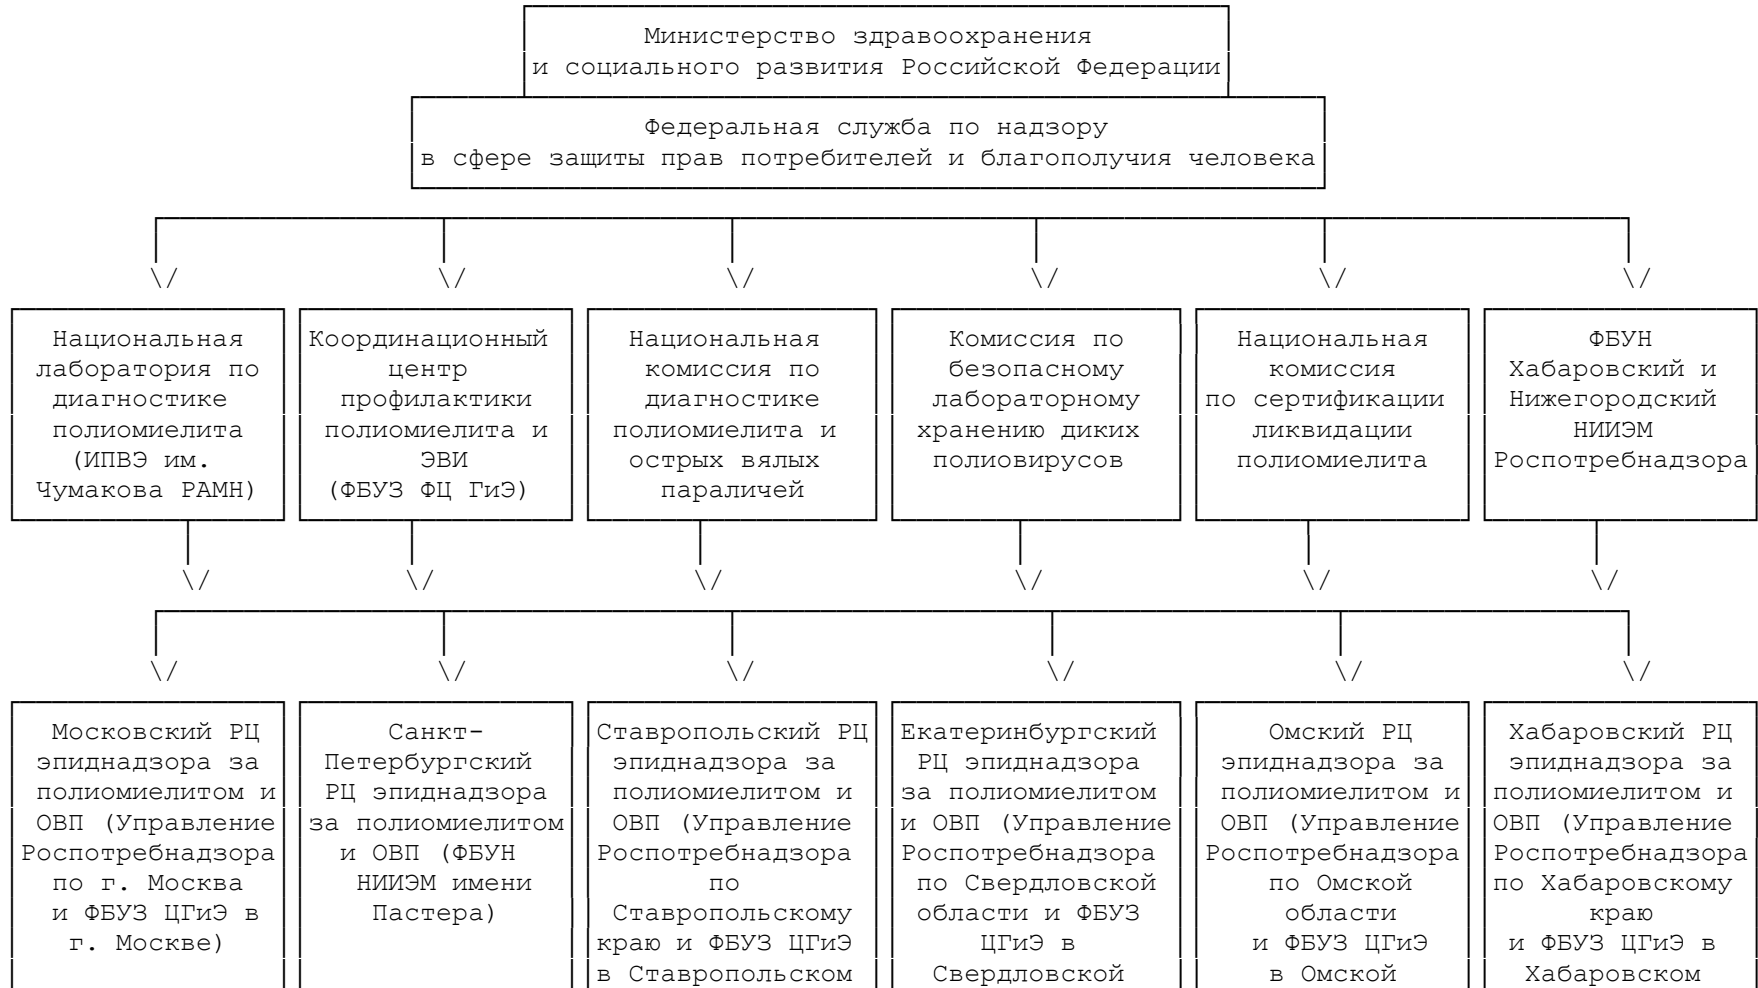 Министерство здравоохранения
и социального развития Российской Федерации
Федеральная служба по надзору
в сфере защиты прав потребителей и благополучия человека
Национальная
лаборатория по
диагностике
полиомиелита
(ИПВЭ им.
Чумакова РАМН)
Координационный
центр
профилактики
полиомиелита и
ЭВИ
(ФБУЗ ФЦ ГиЭ)
Национальная
комиссия по
диагностике
полиомиелита и
острых вялых
параличей
Комиссия по
безопасному
лабораторному
хранению диких
полиовирусов
Национальная
комиссия
по сертификации
ликвидации
полиомиелита
ФБУН
Хабаровский и
Нижегородский
НИИЭМ
Роспотребнадзора
Московский РЦ
эпиднадзора за
полиомиелитом и
ОВП (Управление
Роспотребнадзора
по г. Москва
и ФБУЗ ЦГиЭ в
г. Москве)
Санкт-
Петербургский
РЦ эпиднадзора
за полиомиелитом
и ОВП (ФБУН
НИИЭМ имени
Пастера)
Ставропольский РЦ
эпиднадзора за
полиомиелитом и
ОВП (Управление
Роспотребнадзора
по
Ставропольскому
краю и ФБУЗ ЦГиЭ
в Ставропольском
Екатеринбургский
РЦ эпиднадзора
за полиомиелитом
и ОВП (Управление
Роспотребнадзора
по Свердловской
области и ФБУЗ
ЦГиЭ в
Свердловской
Омский РЦ
эпиднадзора за
полиомиелитом и
ОВП (Управление
Роспотребнадзора
по Омской
области
и ФБУЗ ЦГиЭ
в Омской
Хабаровский РЦ
эпиднадзора за
полиомиелитом и
ОВП (Управление
Роспотребнадзора
по Хабаровскому
краю
и ФБУЗ ЦГиЭ в
Хабаровском